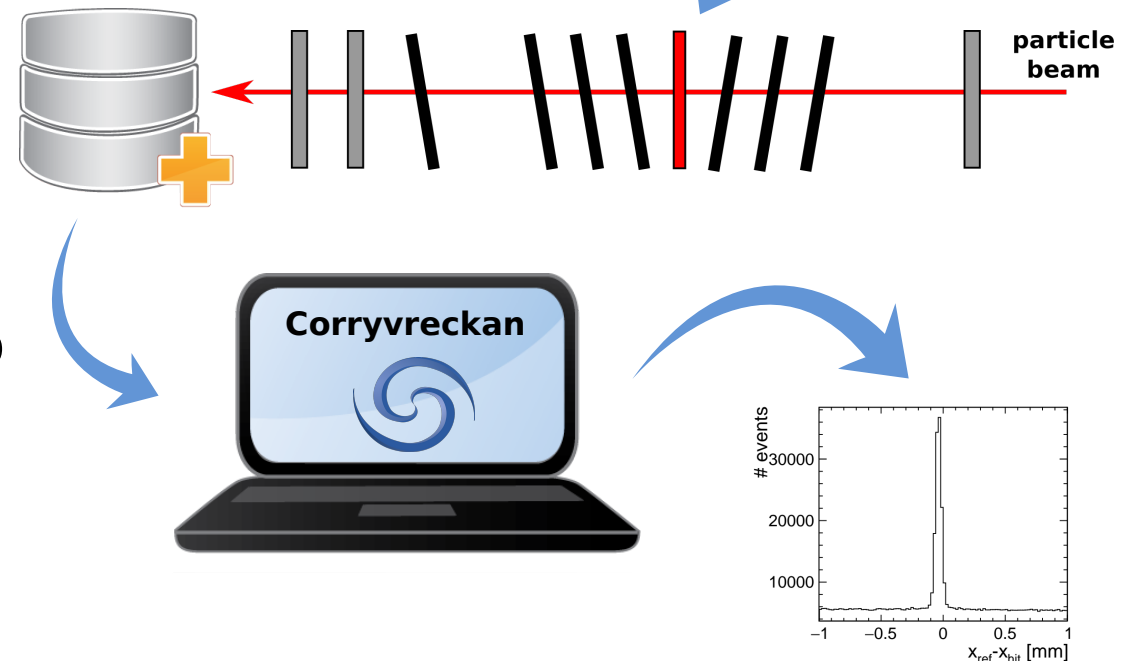 particle
beam
)
Corryvreckan
# events
30000
20000
10000
−1
−0.5
0
0.5
1
x_ref-x_hit [mm]